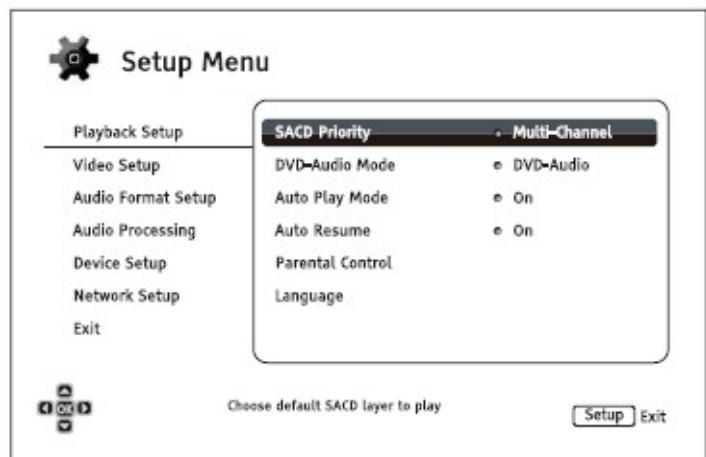 Setup Menu
Playback Setup
Video Setup
Audio Format Setup
Audio Processing
Device Setup
Network Setup
Exit
SACD Priority Multi-Channel
DVD-Audio Mode DVD-Audio
Auto Play Mode On
Auto Resume On
Parental Control
Language
OK
Choose default SACD layer to play
Setup Exit